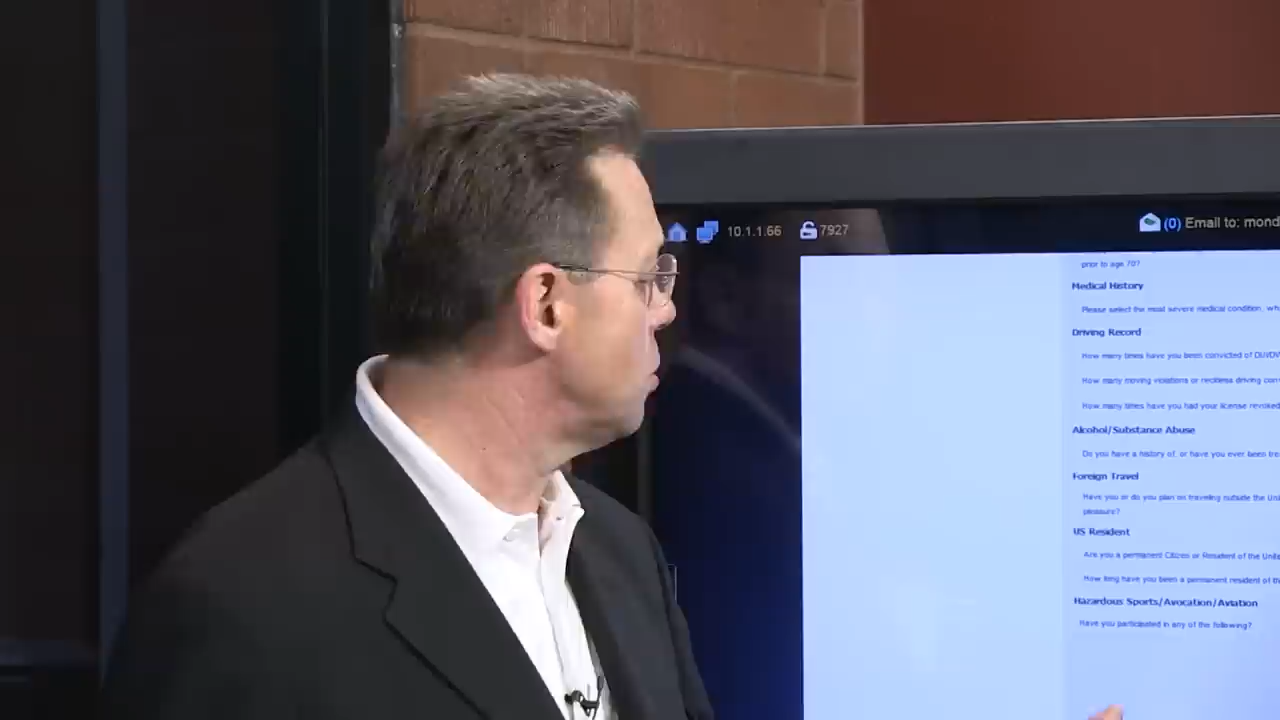 10.1.1.66
7927
(0) Email to: mond
prior to age 70?
Medical History
Please select the most severe medical condition, wh
Driving Record
How many times have you been convicted of DUI/DW
How many moving violations or reckless driving con
How many times have you had your license revoked
Alcohol/Substance Abuse
Do you have a history of, or have you ever been tre
Foreign Travel
Have you or do you plan on traveling outside the Uni
pleasure?
US Resident
Are you a permanent Citizen or Resident of the Unite
How long have you been a permanent resident of th
Hazardous Sports/Avocation/Aviation
Have you participated in any of the following?